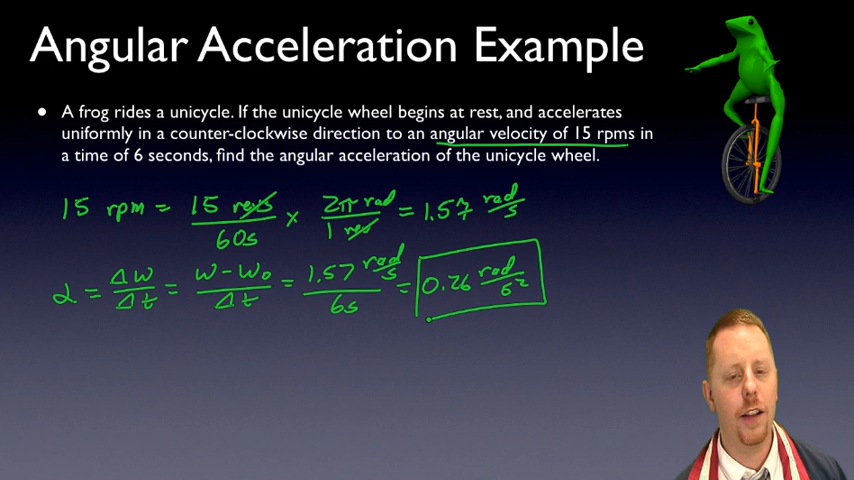 Angular Acceleration Example
• A frog rides a unicycle. If the unicycle wheel begins at rest, and accelerates
uniformly in a counter-clockwise direction to an angular velocity of 15 rpms in
a time of 6 seconds, find the angular acceleration of the unicycle wheel.
15 rpm = 15 revs / 60s × 2π rad / 1 rev = 1.57 rad/s
α = Δω / Δt = ω - ω₀ / Δt = 1.57 rad/s / 6s = 0.26 rad/s²